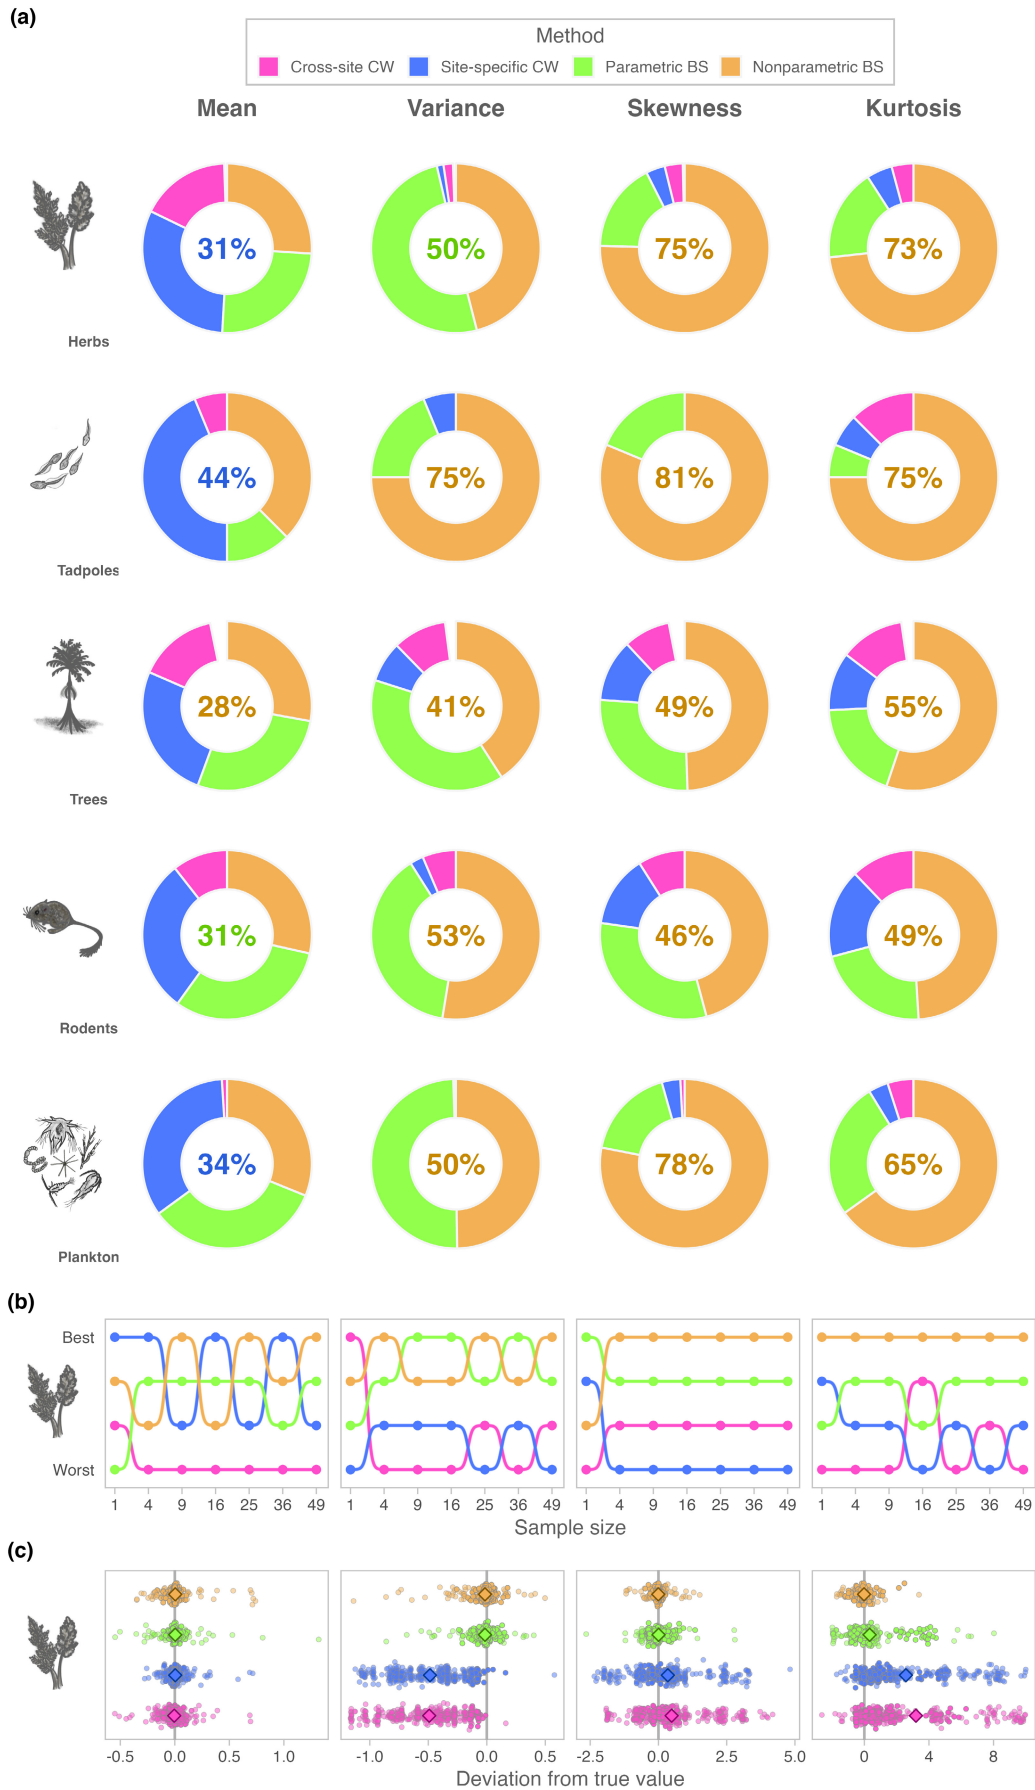 (a)
Method
Cross-site CW Site-specific CW Parametric BS Nonparametric BS
Mean Variance Skewness Kurtosis
31% 50% 75% 73%
Herbs
44% 75% 81% 75%
Tadpoles
28% 41% 49% 55%
Trees
31% 53% 46% 49%
Rodents
34% 50% 78% 65%
Plankton
(b)
Best
Worst
1 4 9 16 25 36 49 1 4 9 16 25 36 49 1 4 9 16 25 36 49 1 4 9 16 25 36 49
Sample size
(c)
-0.5 0.0 0.5 1.0 -1.0 -0.5 0.0 0.5 -2.5 0.0 2.5 5.0 0 4 8
Deviation from true value